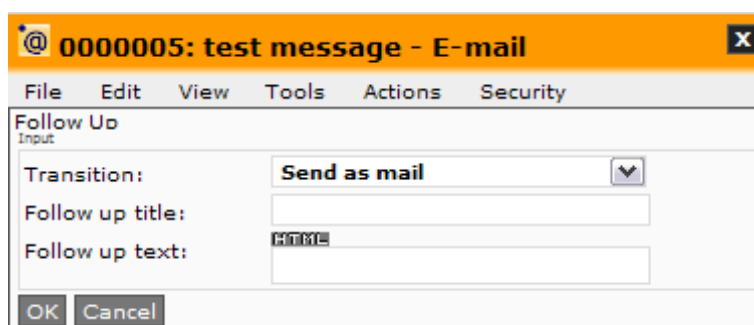 @ 0000005: test message - E-mail X
File Edit View Tools Actions Security
Follow Up
Input
Transition: Send as mail
Follow up title:
HTML
Follow up text:
OK Cancel